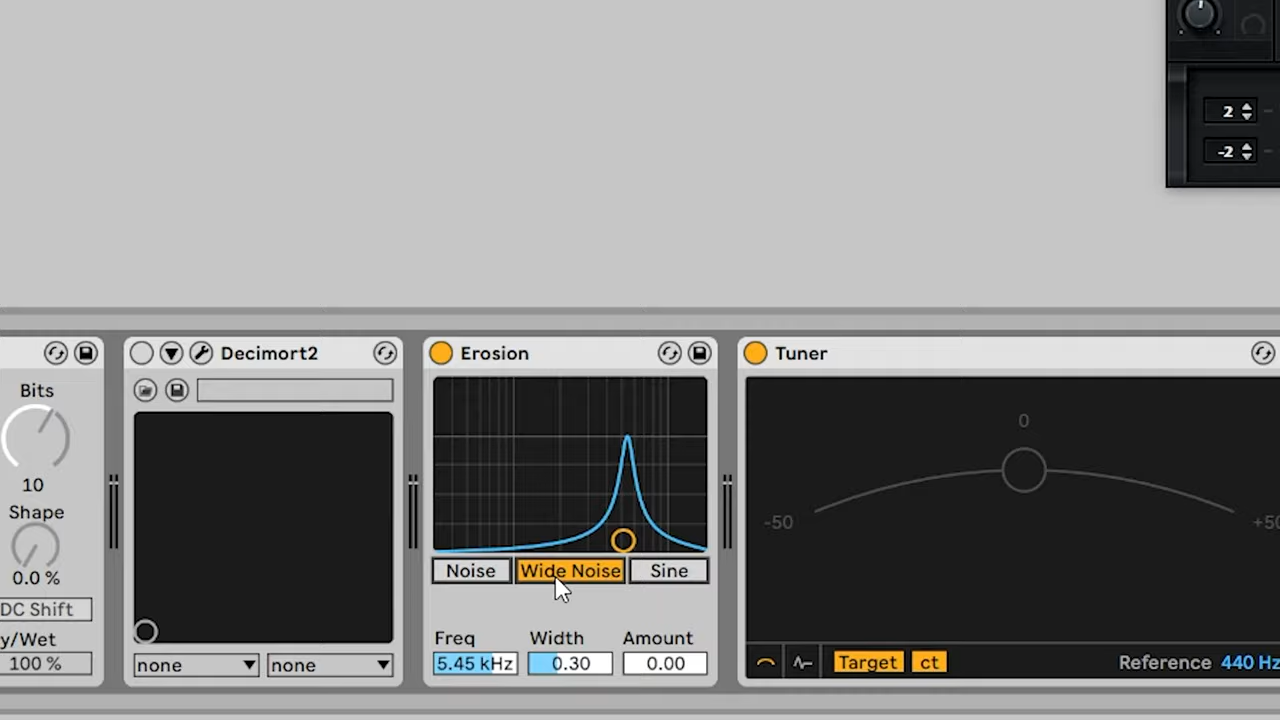 2
-2
Bits
10
Shape
0.0 %
DC Shift
y/Wet
100 %
Decimort2
none
none
Erosion
Noise
Wide Noise
Sine
Freq
Width
Amount
5.45 kHz
0.30
0.00
Tuner
0
-50
+50
Target
ct
Reference
440 Hz